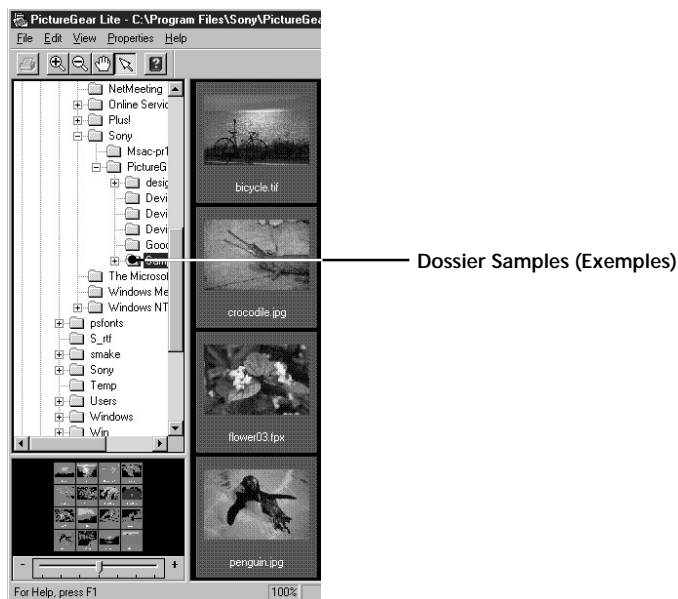 PictureGear Lite - C:\Program Files\Sony\PictureGea
File Edit View Properties Help
NetMeeting
Online Servic
Plus!
Sony
Msac-pr1
PictureG
desig
Devi
Devi
Devi
Good
Sam
The Microsof
Windows Me
Windows NT
psfonts
S_rtf
smake
Sony
Temp
Users
Windows
Win
bicycle.tif
crocodile.jpg
flower03.fpx
penguin.jpg
Dossier Samples (Exemples)
- +
For Help, press F1 100%